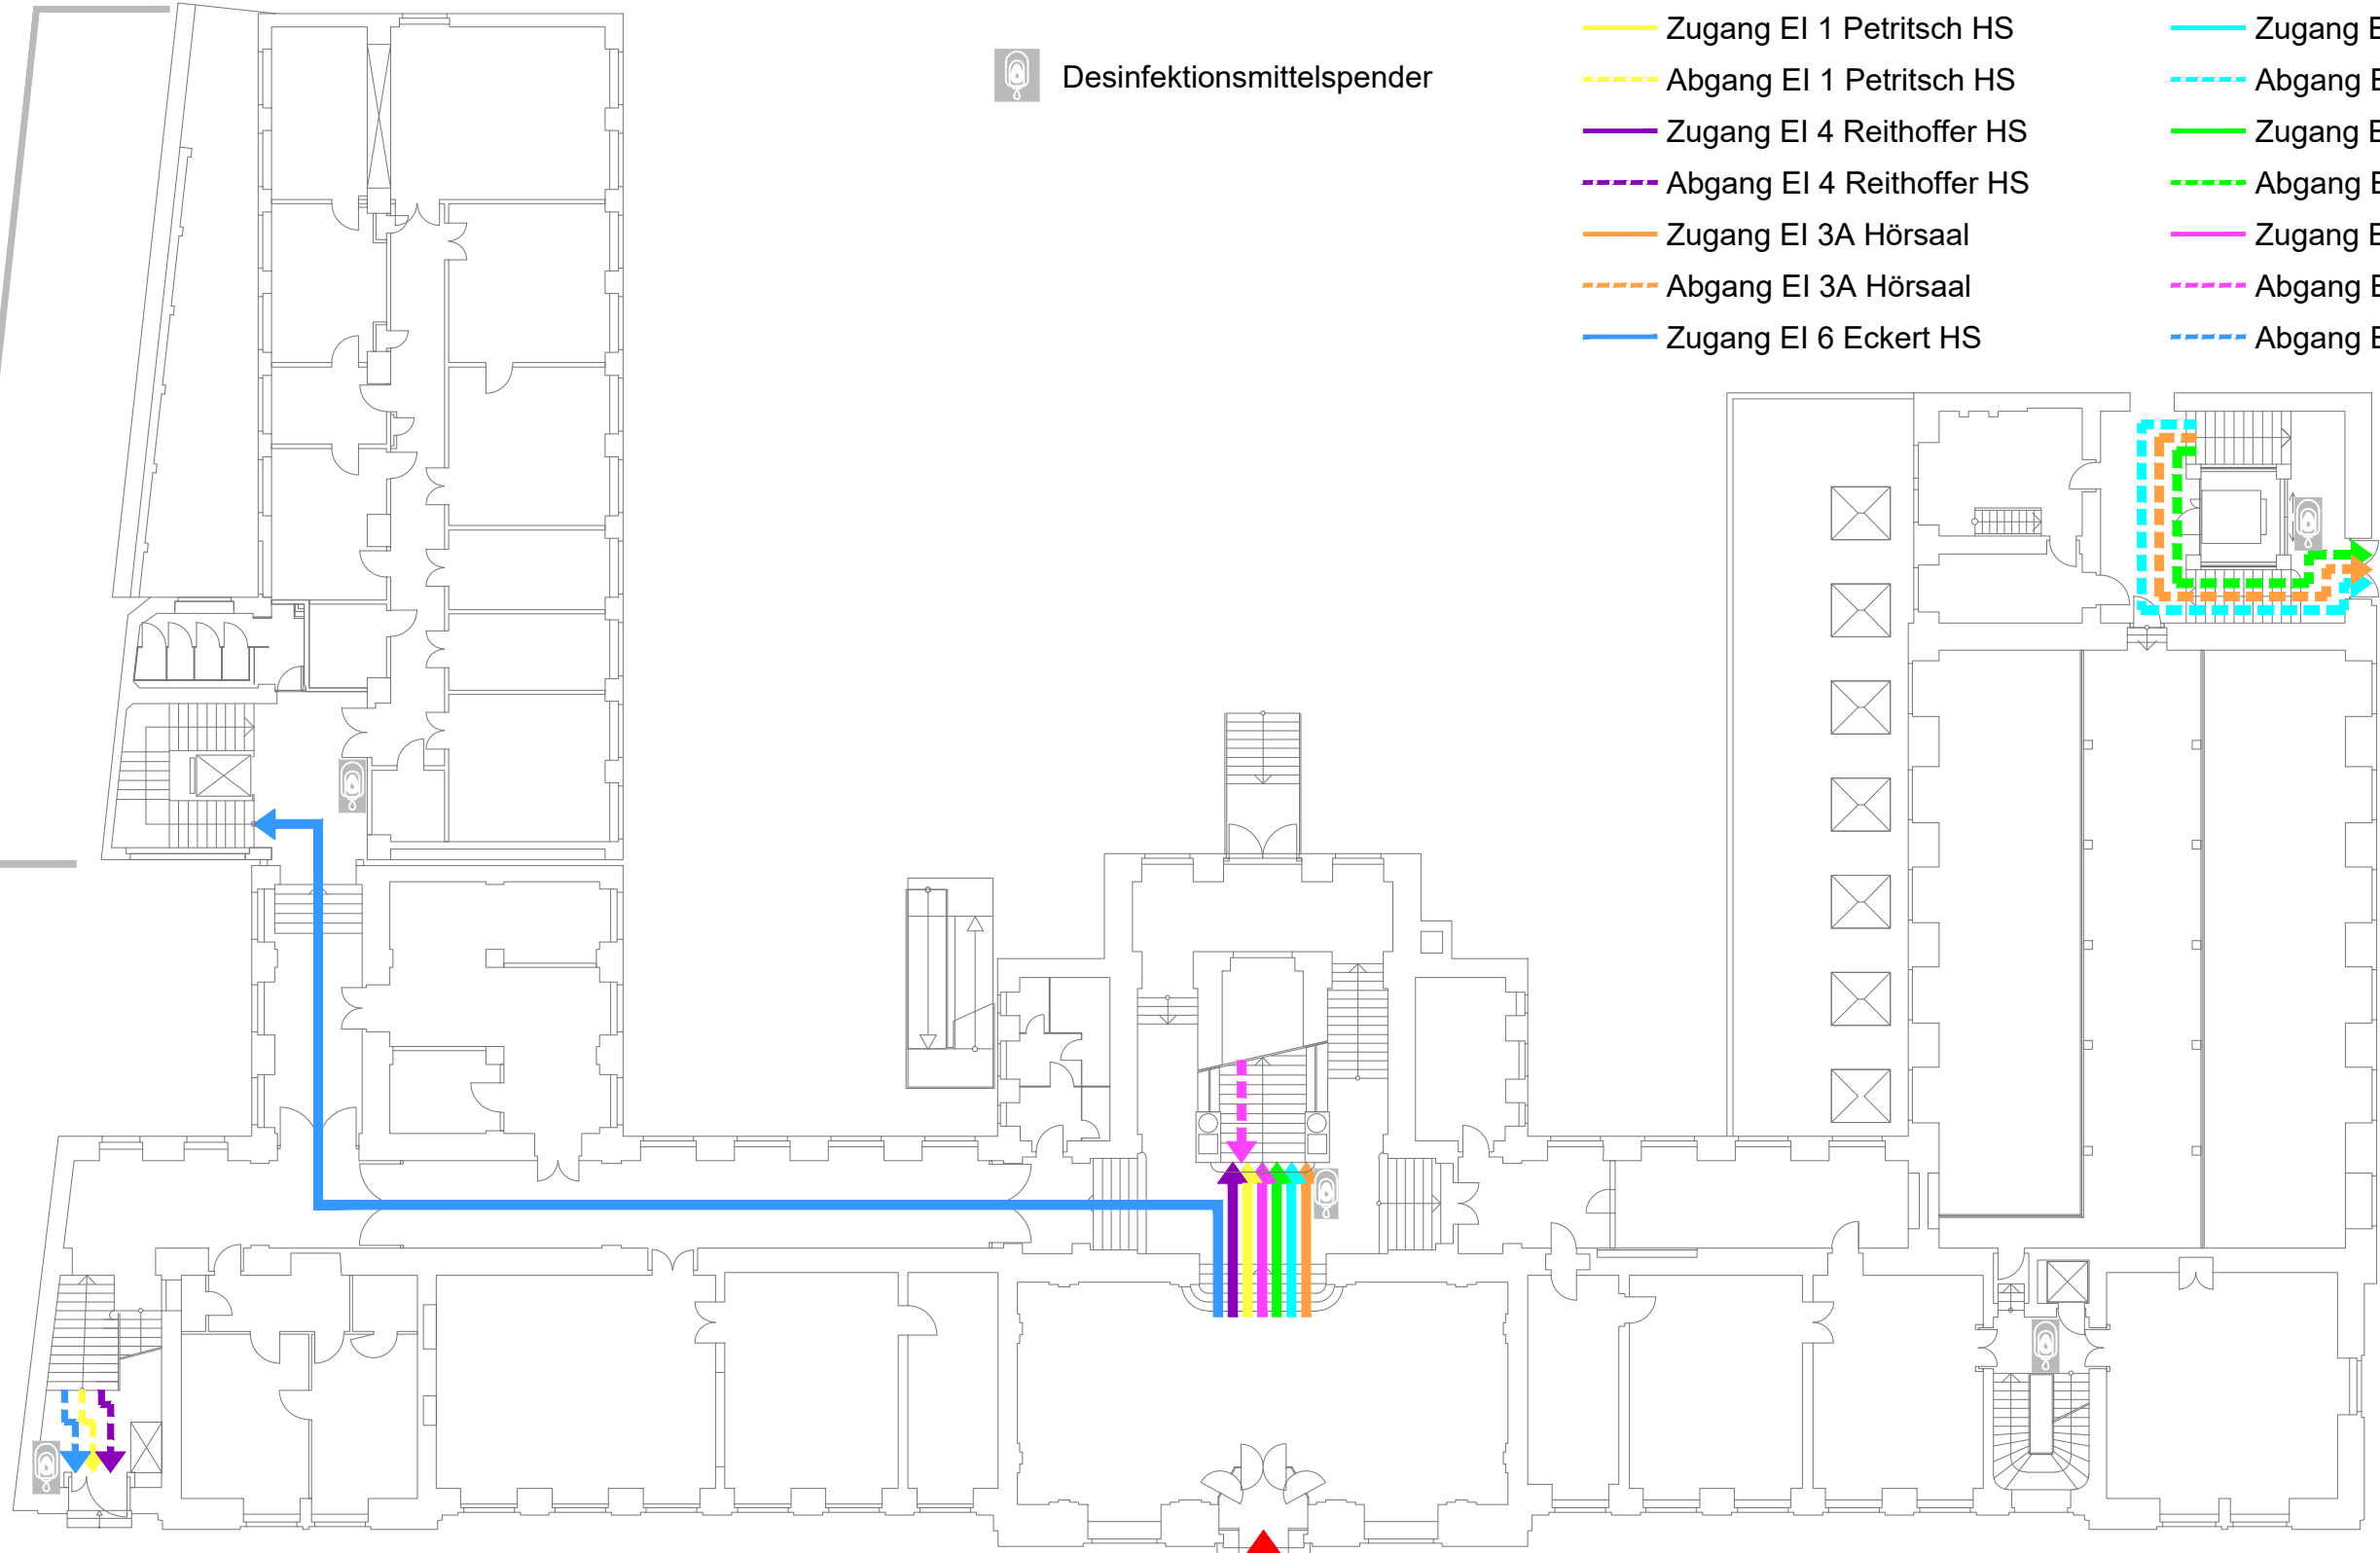 Desinfektionsmittelspender
Zugang EI 1 Petritsch HS
Abgang EI 1 Petritsch HS
Zugang EI 4 Reithoffer HS
Abgang EI 4 Reithoffer HS
Zugang EI 3A Hörsaal
Abgang EI 3A Hörsaal
Zugang EI 6 Eckert HS
Zugang E
Abgang E
Zugang E
Abgang E
Zugang E
Abgang E
Abgang E